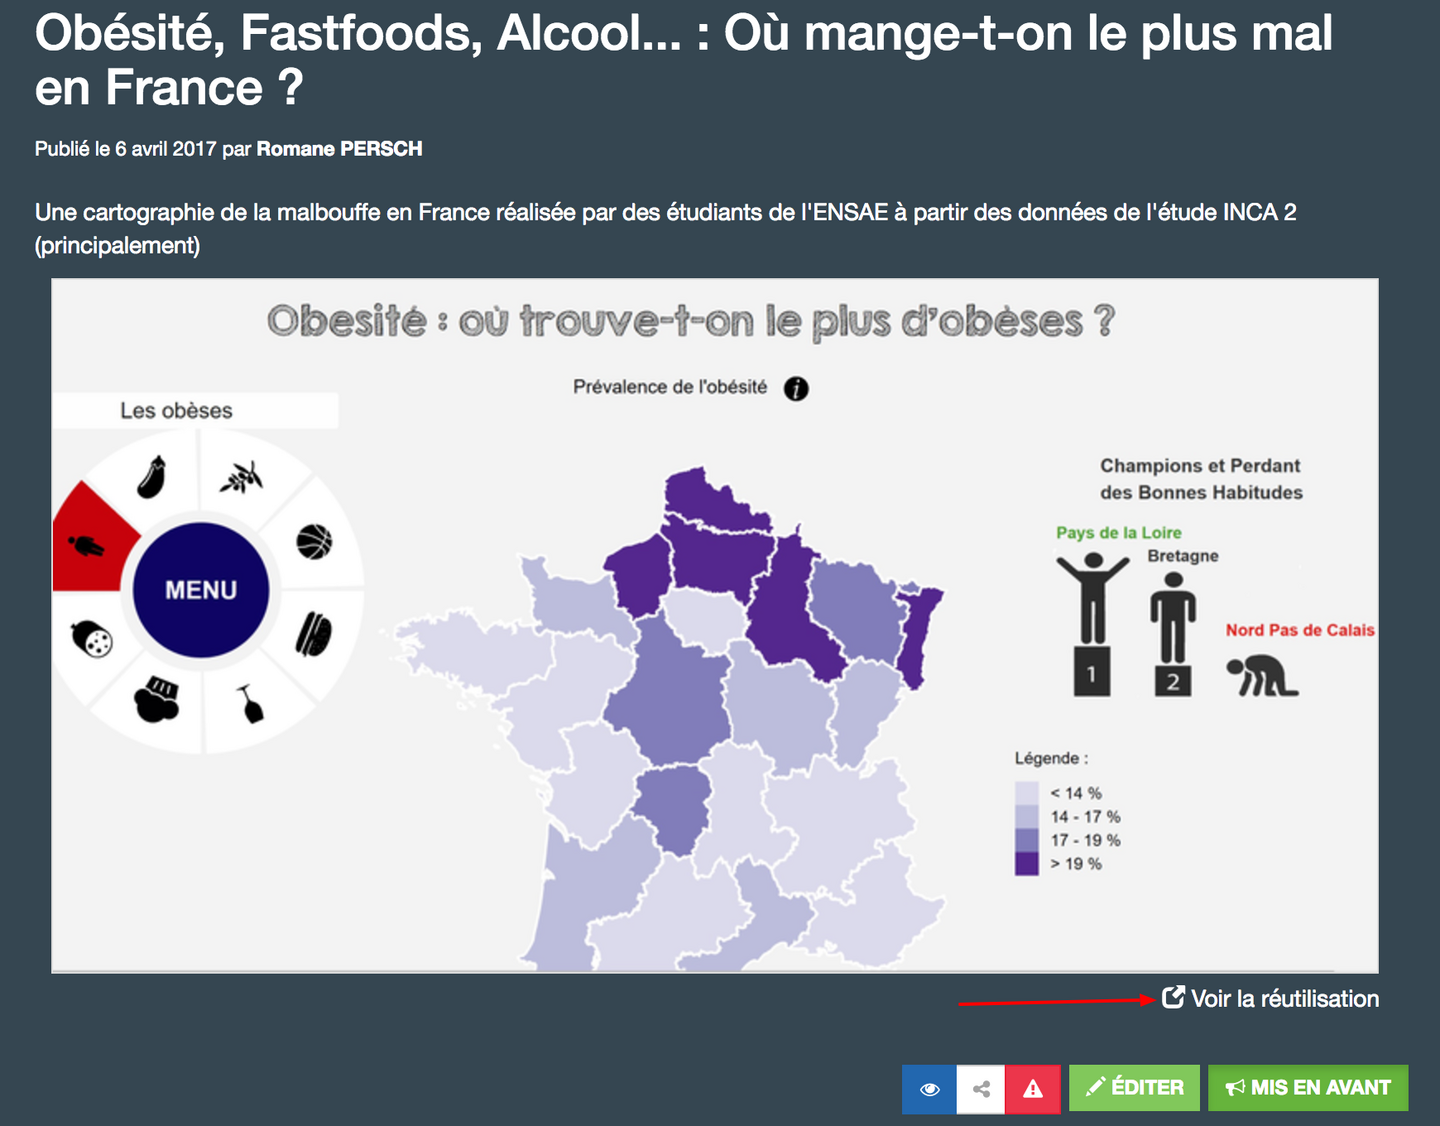 Obésité, Fastfoods, Alcool... : Où mange-t-on le plus mal
en France ?
Publié le 6 avril 2017 par Romane PERSCH
Une cartographie de la malbouffe en France réalisée par des étudiants de l'ENSAE à partir des données de l'étude INCA 2
(principalement)
Obesité : où trouve-t-on le plus d'obèses ?
Prévalence de l'obésité i
Les obèses
MENU
Champions et Perdant
des Bonnes Habitudes
Pays de la Loire
Bretagne
Nord Pas de Calais
1
2
Légende :
< 14 %
14 - 17 %
17 - 19 %
> 19 %
Voir la réutilisation
ÉDITER
MIS EN AVANT